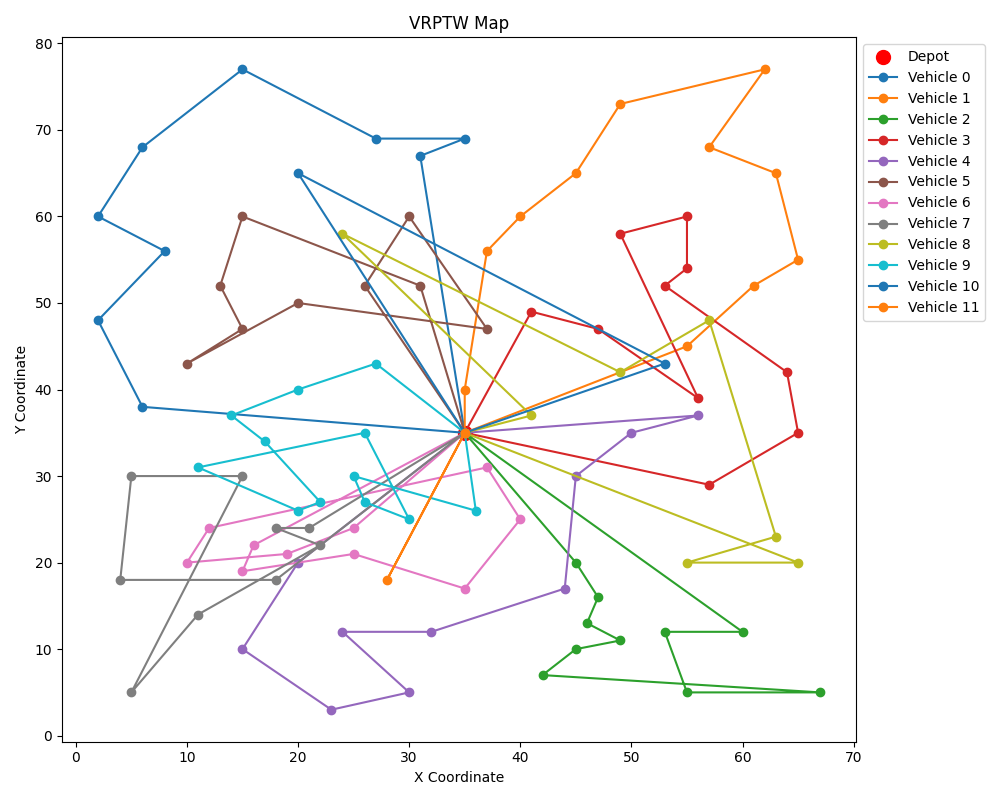 VRPTW Map
80
70
60
50
40
30
20
10
0
Y Coordinate
0 10 20 30 40 50 60 70
X Coordinate
Depot
Vehicle 0
Vehicle 1
Vehicle 2
Vehicle 3
Vehicle 4
Vehicle 5
Vehicle 6
Vehicle 7
Vehicle 8
Vehicle 9
Vehicle 10
Vehicle 11